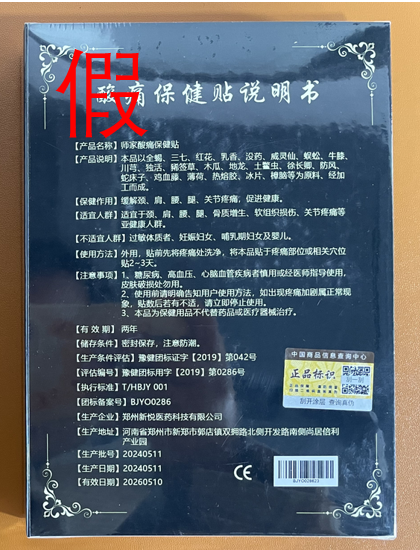 假
酸痛保健贴说明书
【产品名称】师家酸痛保健贴
【产品说明】本品以全蝎、三七、红花、乳香、没药、威灵仙、蜈蚣、牛膝、
川芎、独活、稀荟草、木瓜、地龙、土鳖虫、徐长卿、防风、
蛇床子、鸡血藤、薄荷、热熔胶、冰片、樟脑等为原料、经加
工而成。
【保健作用】缓解颈、肩、腰、腿、关节疼痛，促进健康。
【适宜人群】适宜于颈、肩、腰、腿、骨质增生、软组织损伤、关节疼痛等
亚健康人群。
【不适宜人群】过敏体质者、妊娠妇女、哺乳期妇女及婴儿。
【使用方法】外用，贴前先将疼痛处洗净，将贴于疼痛部位或相关穴位
贴2~3天。
【注意事项】1、糖尿病、高血压、心脑血管疾病者慎用或经医师指导使用，
皮肤破损处勿用。
2、使用前请明确告知用户使用方法，如出现疼痛加剧属正常现
象，贴数后若有不适，请立即停止使用。
3、本品为保健用品不代替药品或医疗器械治疗。
【有 效 期】两年
【储存条件】密封保存，注意防潮。
【生产条件评估】豫健团标证字【2019】第042号
【评估编号】豫健团标用字【2019】第0286号
【执行标准】T/HBJY 001
【团标备案号】BJYO0286
【生产企业】郑州新悦医药科技有限公司
【生产地址】河南省郑州市新郑市郭店镇双拥路北侧开发路南侧尚居倍利
产业园
【生产批号】20240511
【生产日期】20240511
【有效日期】20260510
中国商品信息查询中心
正品标识
刮一刮
刮开涂层 查询真伪
CE
BJYO028623